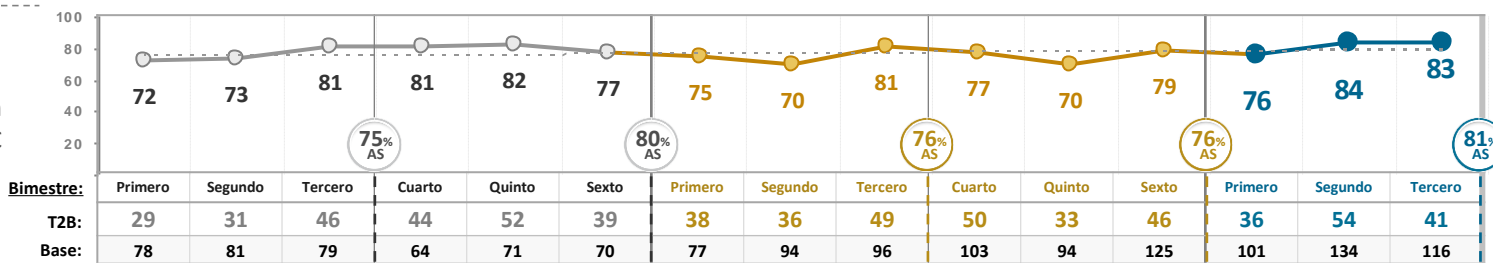 100
80
60
40
20
72 73 81 81 82 77 75 70 81 77 70 79 76 84 83
75% AS 80% AS 76% AS 76% AS 81% AS
Bimestre: Primero Segundo Tercero Cuarto Quinto Sexto Primero Segundo Tercero Cuarto Quinto Sexto Primero Segundo Tercero
T2B: 29 31 46 44 52 39 38 36 49 50 33 46 36 54 41
Base: 78 81 79 64 71 70 77 94 96 103 94 125 101 134 116